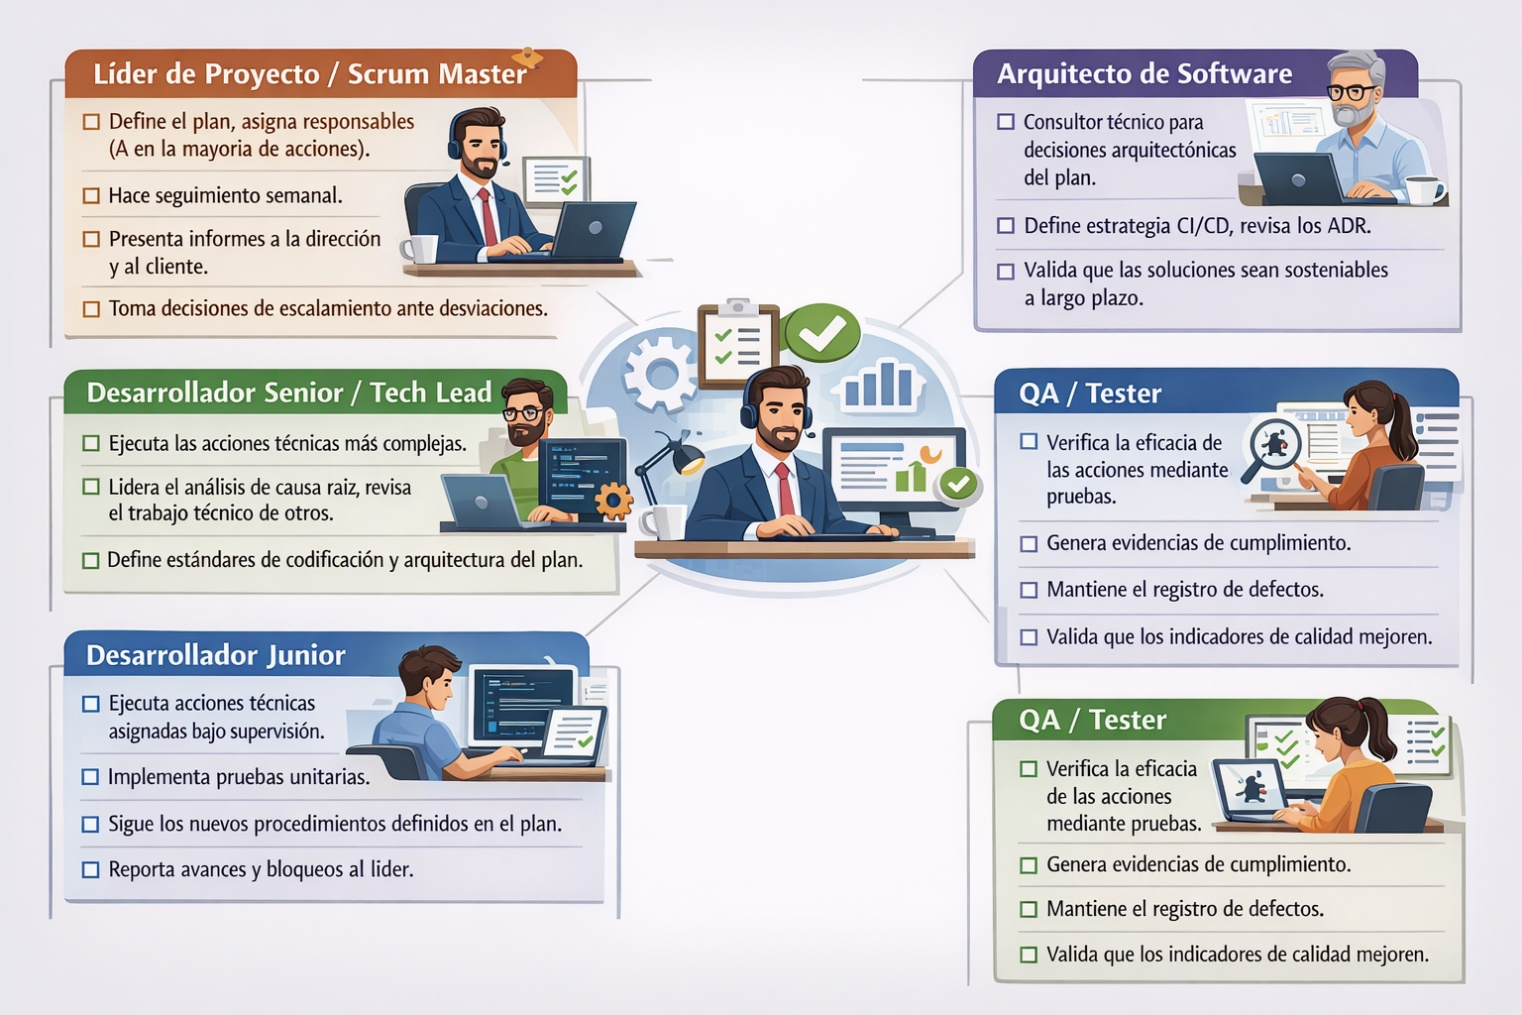 Líder de Proyecto / Scrum Master
Define el plan, asigna responsables
(A en la mayoria de acciones).
Hace seguimiento semanal.
Presenta informes a la dirección
y al cliente.
Toma decisiones de escalamiento ante desviaciones.
Desarrollador Senior / Tech Lead
Ejecuta las acciones técnicas más complejas.
Lidera el análisis de causa raiz, revisa
el trabajo técnico de otros.
Define estándares de codificación y arquitectura del plan.
Desarrollador Junior
Ejecuta acciones técnicas
asignadas bajo supervisión.
Implementa pruebas unitarias.
Sigue los nuevos procedimientos definidos en el plan.
Reporta avances y bloqueos al lider.
Arquitecto de Software
Consultor técnico para
decisiones arquitectónicas
del plan.
Define estrategia CI/CD, revisa los ADR.
Valida que las soluciones sean sosteniables
a largo plazo.
QA / Tester
Verifica la eficacia de
las acciones mediante
pruebas.
Genera evidencias de cumplimiento.
Mantiene el registro de defectos.
Valida que los indicadores de calidad mejoren.
QA / Tester
Verifica la eficacia
de las acciones
mediante pruebas.
Genera evidencias de cumplimiento.
Mantiene el registro de defectos.
Valida que los indicadores de calidad mejoren.